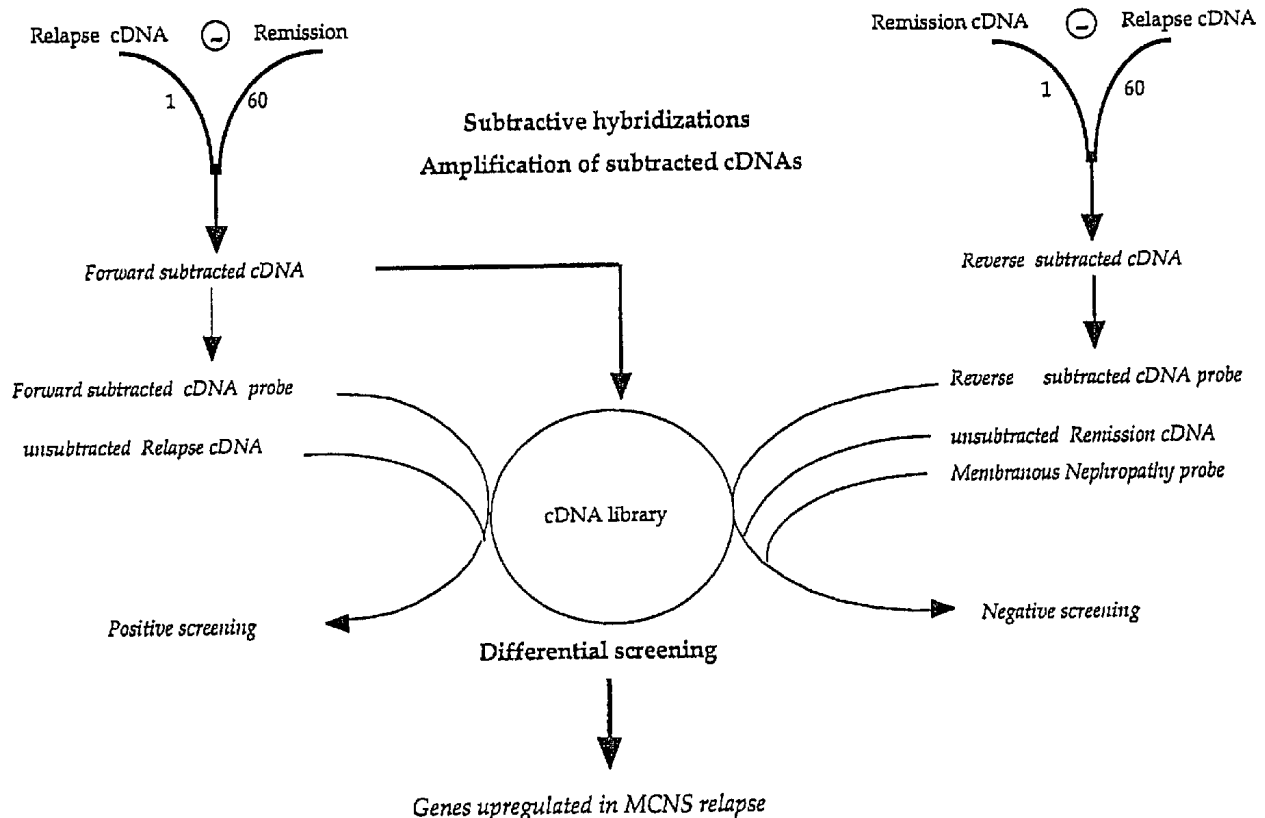 Relapse cDNA - Remission
1 60
Remission cDNA - Relapse cDNA
1 60
Subtractive hybridizations
Amplification of subtracted cDNAs
Forward subtracted cDNA
Reverse subtracted cDNA
Forward subtracted cDNA probe
unsubtracted Relapse cDNA
Reverse subtracted cDNA probe
unsubtracted Remission cDNA
Membranous Nephropathy probe
cDNA library
Positive screening
Negative screening
Differential screening
Genes upregulated in MCNS relapse